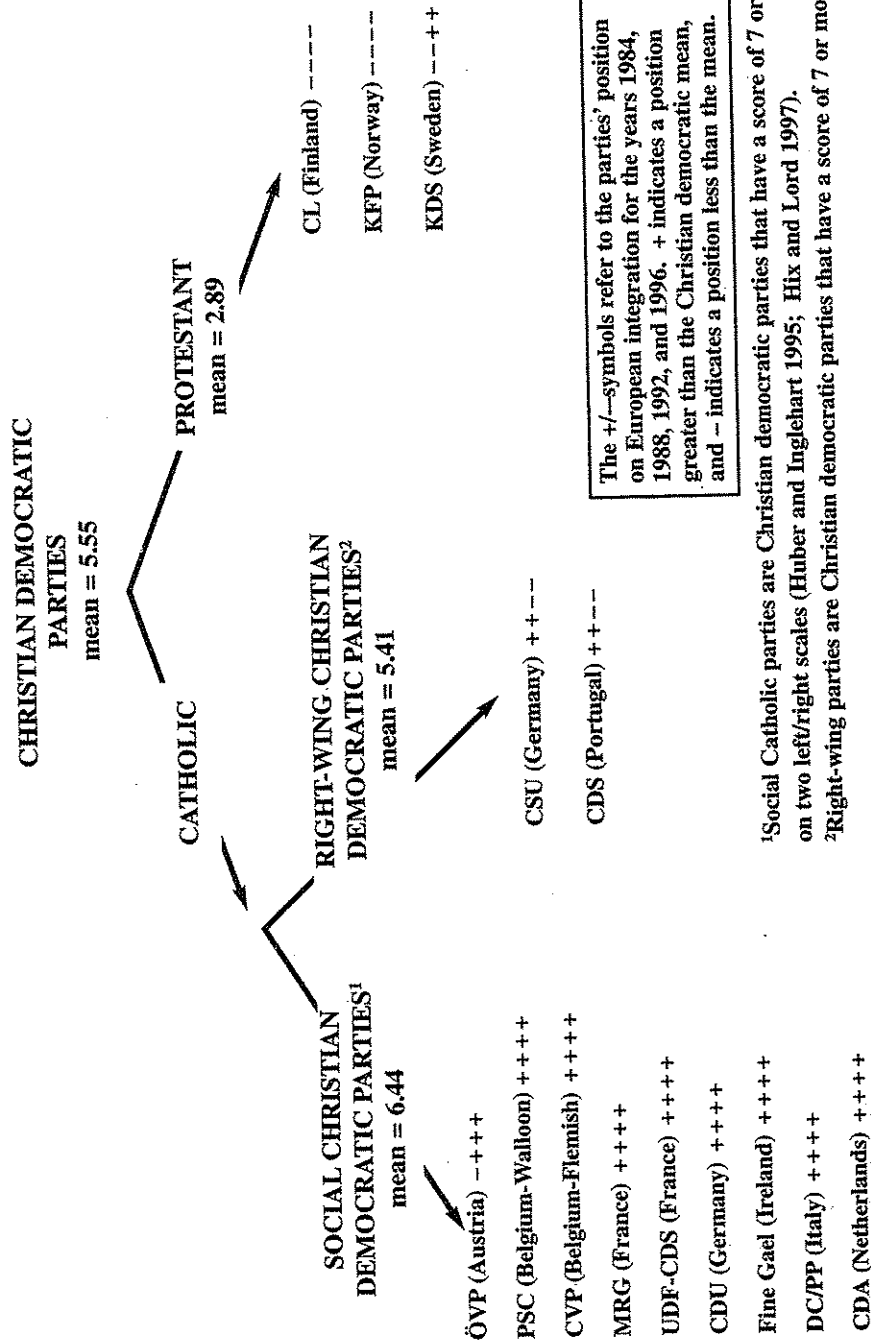 CHRISTIAN DEMOCRATIC
PARTIES
mean = 5.55
CATHOLIC
PROTESTANT
mean = 2.89
SOCIAL CHRISTIAN
DEMOCRATIC PARTIES¹
mean = 6.44
RIGHT-WING CHRISTIAN
DEMOCRATIC PARTIES²
mean = 5.41
ÖVP (Austria) –+++
PSC (Belgium-Walloon) ++++
CVP (Belgium-Flemish) ++++
MRG (France) ++++
UDF-CDS (France) ++++
CDU (Germany) ++++
Fine Gael (Ireland) ++++
DC/PP (Italy) ++++
CDA (Netherlands) ++++
CSU (Germany) ++––
CDS (Portugal) ++––
CL (Finland) ––––
KFP (Norway) ––––
KDS (Sweden) ––++
The +/–symbols refer to the parties' position
on European integration for the years 1984,
1988, 1992, and 1996. + indicates a position
greater than the Christian democratic mean,
and – indicates a position less than the mean.
¹Social Catholic parties are Christian democratic parties that have a score of 7 or
on two left/right scales (Huber and Inglehart 1995; Hix and Lord 1997).
²Right-wing parties are Christian democratic parties that have a score of 7 or mo